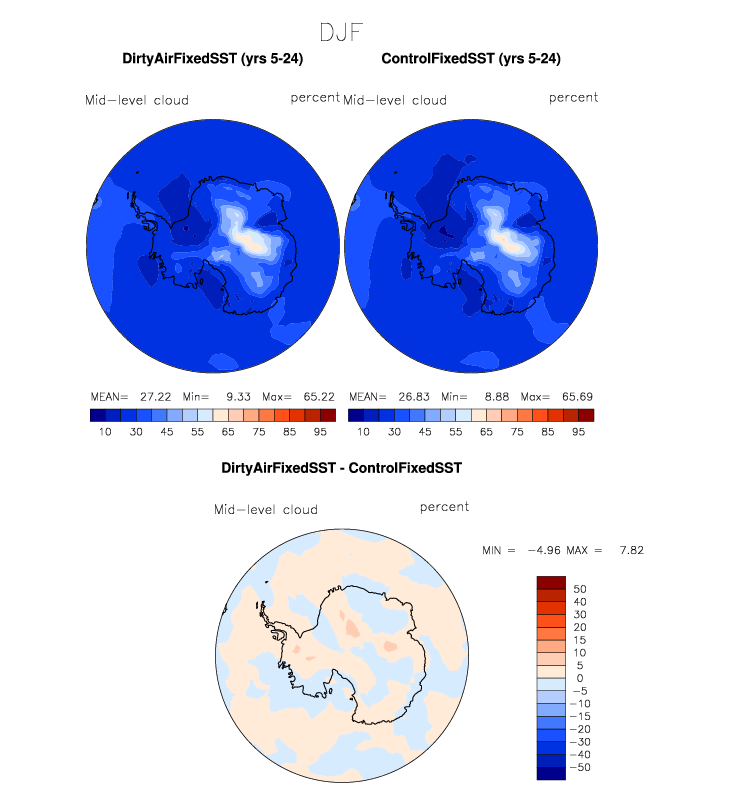 DJF
DirtyAirFixedSST (yrs 5-24) ControlFixedSST (yrs 5-24)
Mid-level cloud percent Mid-level cloud percent
MEAN= 27.22 Min= 9.33 Max= 65.22 MEAN= 26.83 Min= 8.88 Max= 65.69
10 30 45 55 65 75 85 95 10 30 45 55 65 75 85 95
DirtyAirFixedSST - ControlFixedSST
Mid-level cloud percent
MIN = -4.96 MAX = 7.82
50
40
30
20
15
10
5
0
-5
-10
-15
-20
-30
-40
-50